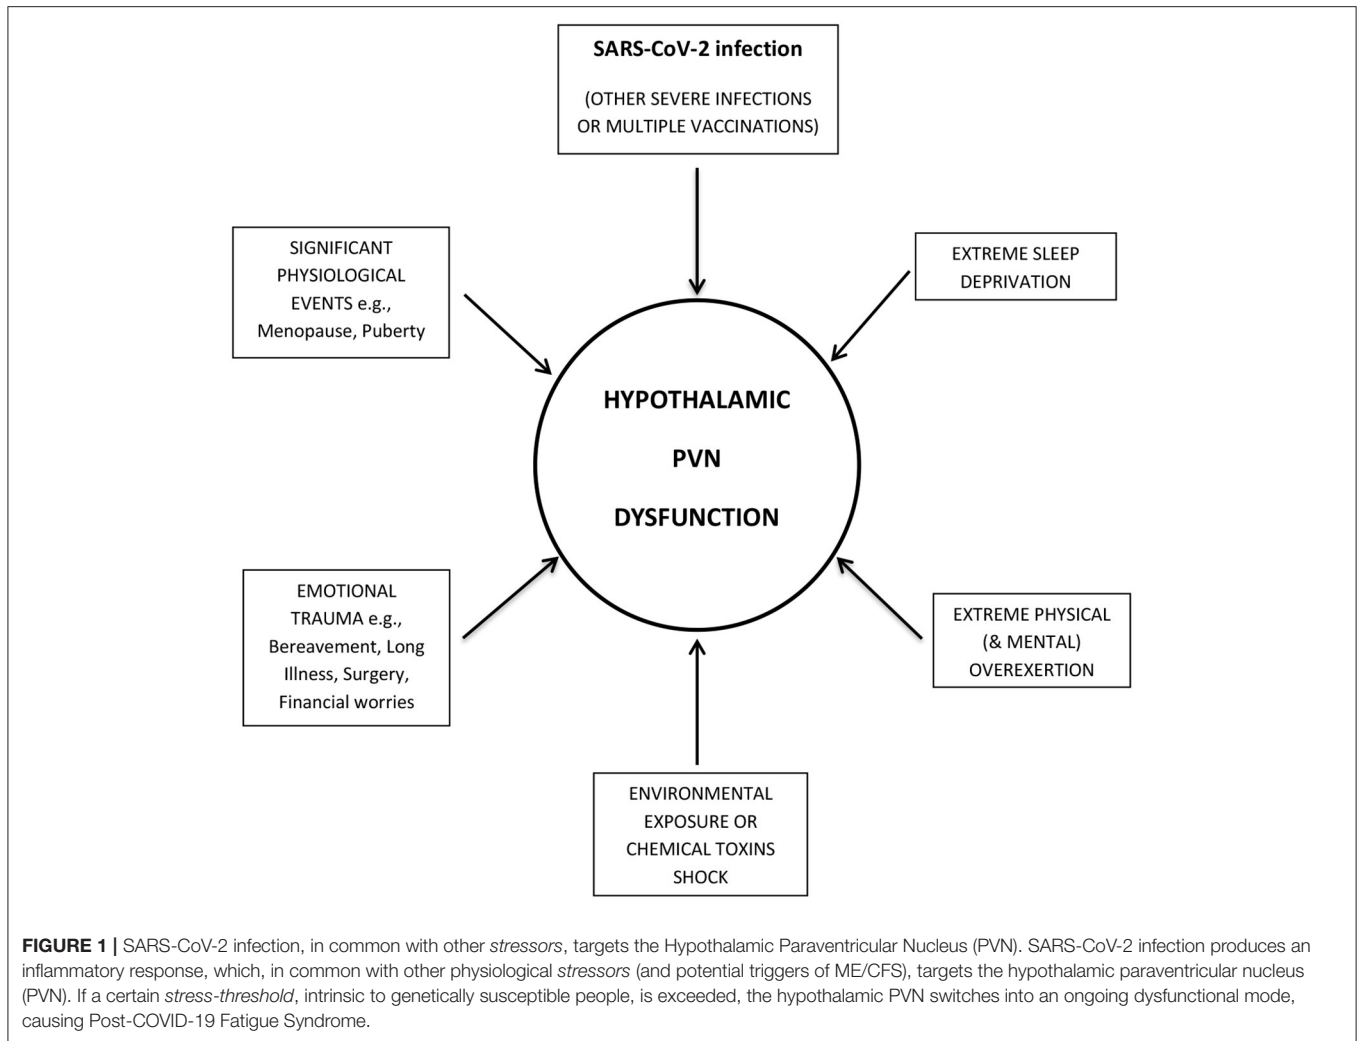 SARS-CoV-2 infection
(OTHER SEVERE INFECTIONS
OR MULTIPLE VACCINATIONS)
SIGNIFICANT
PHYSIOLOGICAL
EVENTS e.g.,
Menopause, Puberty
EXTREME SLEEP
DEPRIVATION
HYPOTHALAMIC
PVN
DYSFUNCTION
EMOTIONAL
TRAUMA e.g.,
Bereavement, Long
Illness, Surgery,
Financial worries
EXTREME PHYSICAL
(& MENTAL)
OVEREXERTION
ENVIRONMENTAL
EXPOSURE OR
CHEMICAL TOXINS
SHOCK
FIGURE 1 | SARS-CoV-2 infection, in common with other stressors, targets the Hypothalamic Paraventricular Nucleus (PVN). SARS-CoV-2 infection produces an
inflammatory response, which, in common with other physiological stressors (and potential triggers of ME/CFS), targets the hypothalamic paraventricular nucleus
(PVN). If a certain stress-threshold, intrinsic to genetically susceptible people, is exceeded, the hypothalamic PVN switches into an ongoing dysfunctional mode,
causing Post-COVID-19 Fatigue Syndrome.